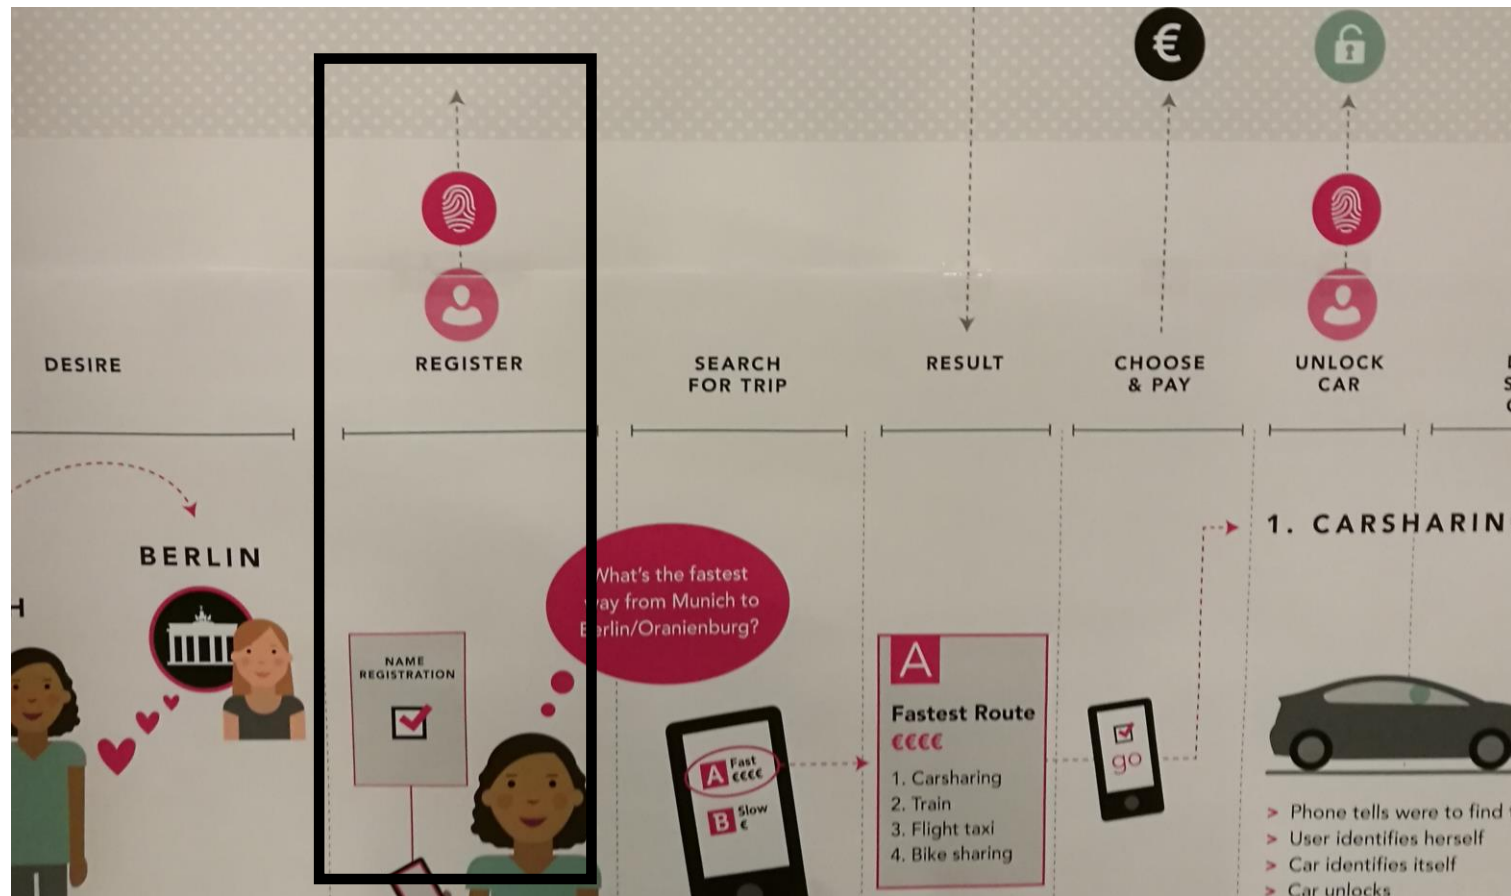 €
DESIRE
REGISTER
SEARCH
FOR TRIP
RESULT
CHOOSE
& PAY
UNLOCK
CAR
BERLIN
H
NAME
REGISTRATION
What's the fastest
way from Munich to
Berlin/Oranienburg?
A Fast
€€€€
B Slow
€
A
Fastest Route
€€€€
1. Carsharing
2. Train
3. Flight taxi
4. Bike sharing
go
1. CARSHARIN
> Phone tells were to find
> User identifies herself
> Car identifies itself
> Car unlocks